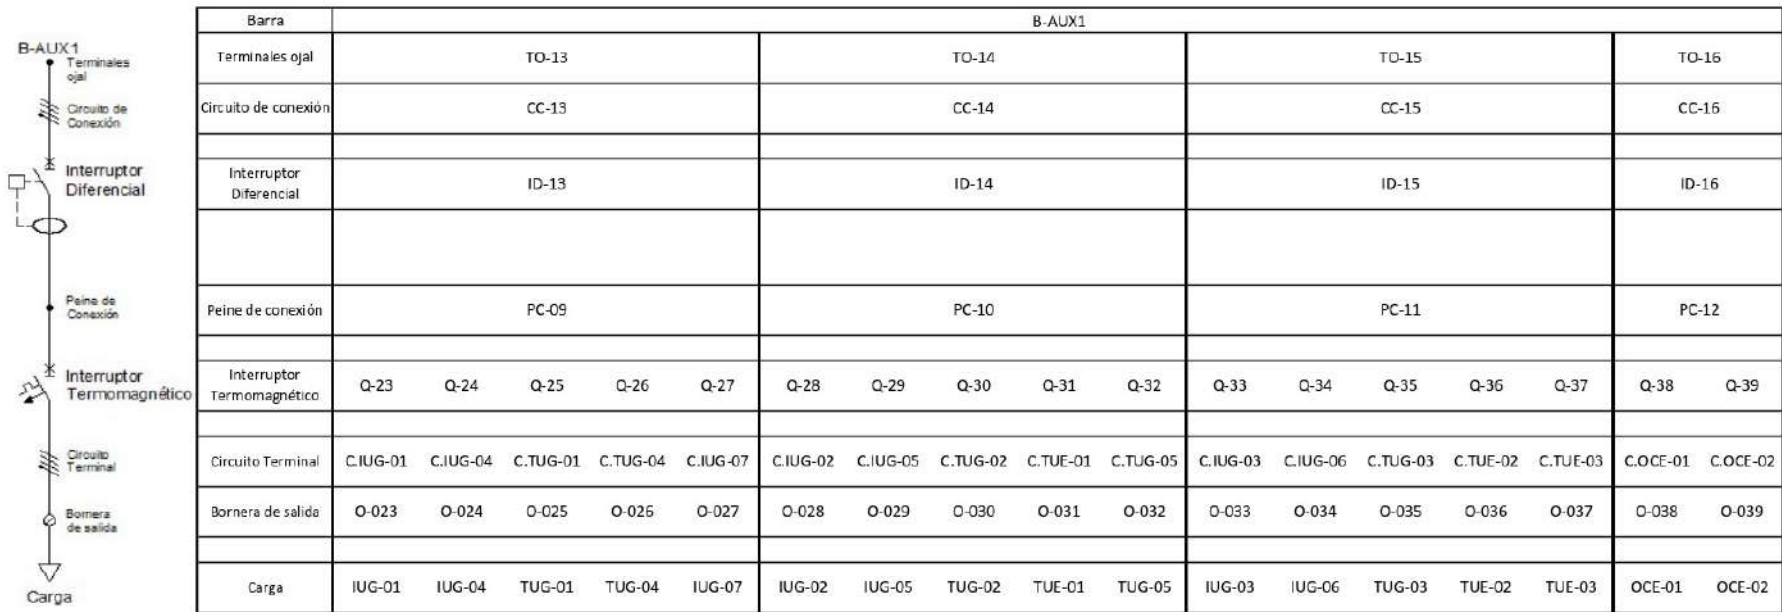 B-AUX1
Terminales
ojal
Circuito de
Conexión
Interruptor
Diferencial
Peine de
Conexión
Interruptor
Termomagnético
Circuito
Terminal
Bornera
de salida
Carga
Barra B-AUX1
Terminales ojal TO-13 TO-14 TO-15 TO-16
Circuito de conexión CC-13 CC-14 CC-15 CC-16
Interruptor
Diferencial ID-13 ID-14 ID-15 ID-16
Peine de conexión PC-09 PC-10 PC-11 PC-12
Interruptor
Termomagnético Q-23 Q-24 Q-25 Q-26 Q-27 Q-28 Q-29 Q-30 Q-31 Q-32 Q-33 Q-34 Q-35 Q-36 Q-37 Q-38 Q-39
Circuito Terminal C.IUG-01 C.IUG-04 C.TUG-01 C.TUG-04 C.IUG-07 C.IUG-02 C.IUG-05 C.TUG-02 C.TUE-01 C.TUG-05 C.IUG-03 C.IUG-06 C.TUG-03 C.TUE-02 C.TUE-03 C.OCE-01 C.OCE-02
Bornera de salida O-023 O-024 O-025 O-026 O-027 O-028 O-029 O-030 O-031 O-032 O-033 O-034 O-035 O-036 O-037 O-038 O-039
Carga IUG-01 IUG-04 TUG-01 TUG-04 IUG-07 IUG-02 IUG-05 TUG-02 TUE-01 TUG-05 IUG-03 IUG-06 TUG-03 TUE-02 TUE-03 OCE-01 OCE-02